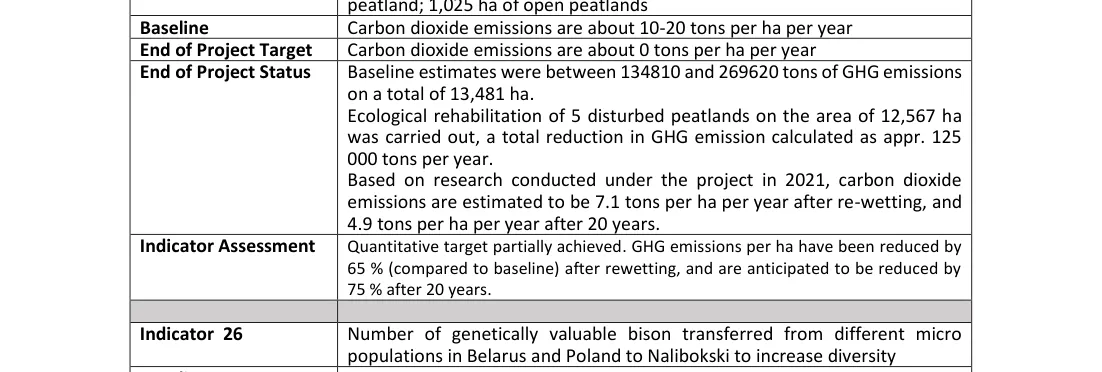 peatland; 1,025 ha of open peatlands
Baseline
Carbon dioxide emissions are about 10-20 tons per ha per year
End of Project Target
Carbon dioxide emissions are about 0 tons per ha per year
End of Project Status
Baseline estimates were between 134810 and 269620 tons of GHG emissions
on a total of 13,481 ha.
Ecological rehabilitation of 5 disturbed peatlands on the area of 12,567 ha
was carried out, a total reduction in GHG emission calculated as appr. 125
000 tons per year.
Based on research conducted under the project in 2021, carbon dioxide
emissions are estimated to be 7.1 tons per ha per year after re-wetting, and
4.9 tons per ha per year after 20 years.
Indicator Assessment
Quantitative target partially achieved. GHG emissions per ha have been reduced by
65 % (compared to baseline) after rewetting, and are anticipated to be reduced by
75 % after 20 years.
Indicator 26
Number of genetically valuable bison transferred from different micro
populations in Belarus and Poland to Nalibokski to increase diversity